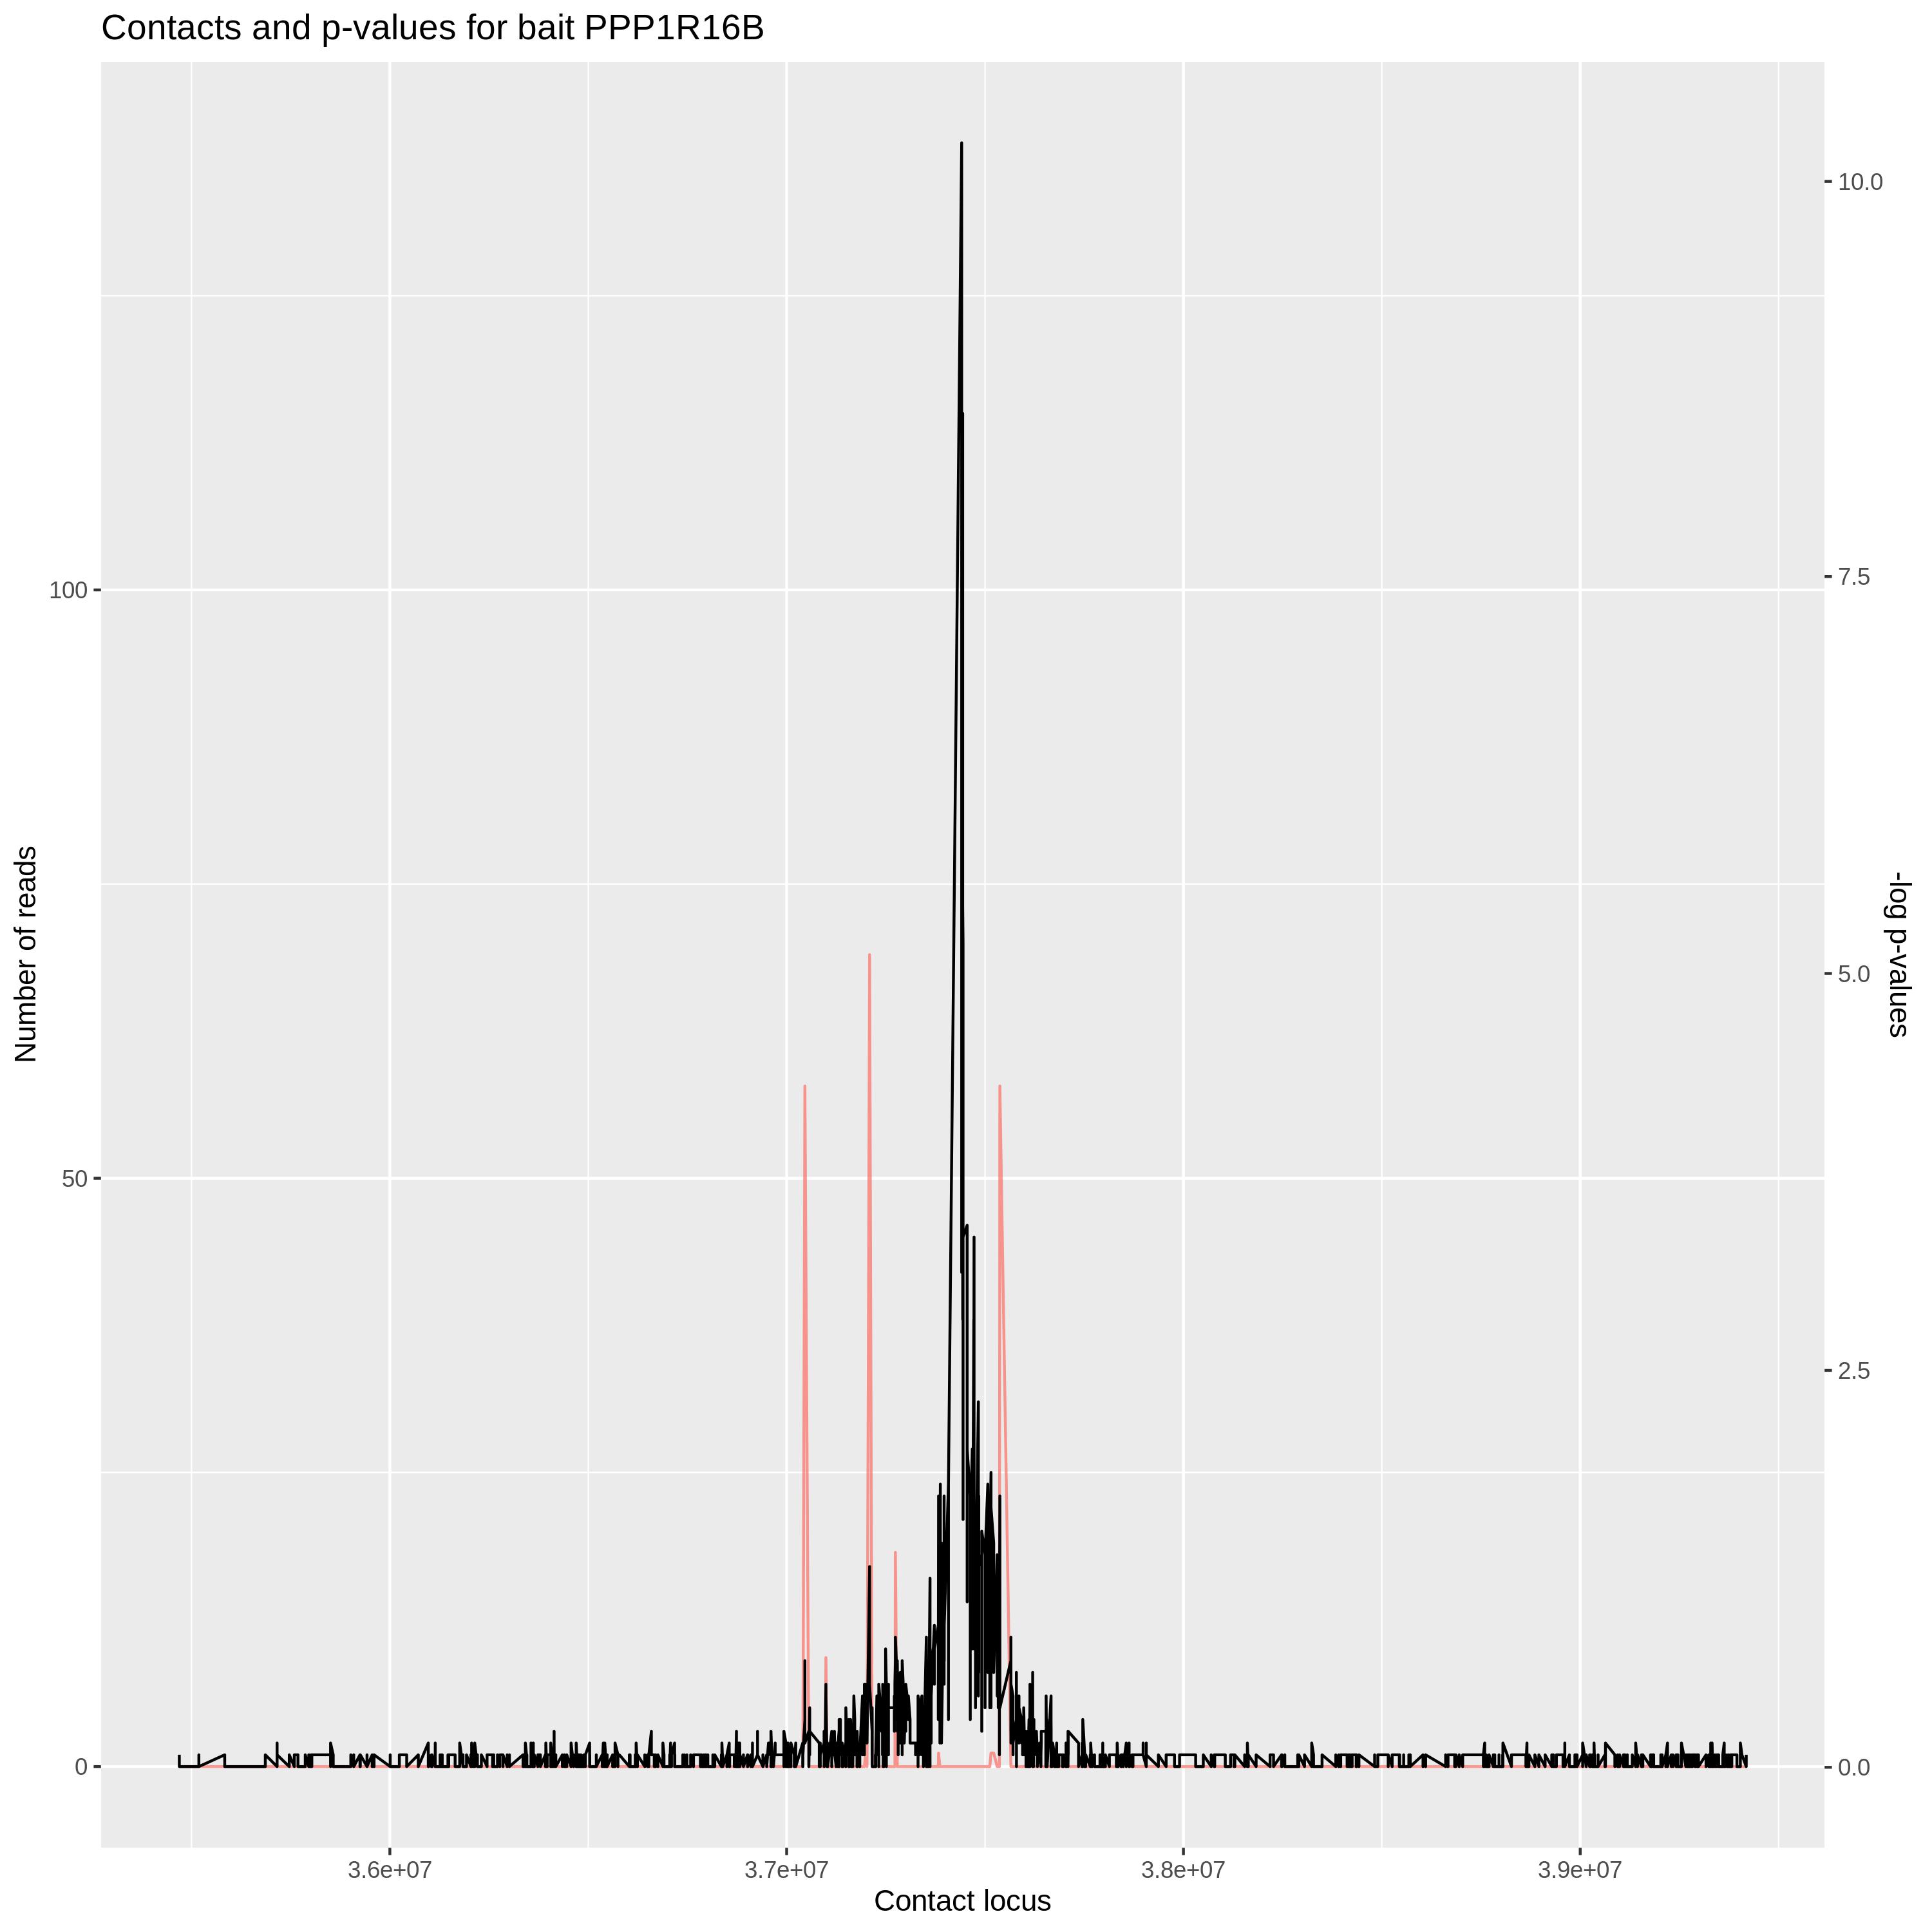 Contacts and p-values for bait PPP1R16B
Number of reads
100
50
0
10.0
7.5
5.0
2.5
0.0
-log p-values
3.6e+07
3.7e+07
3.8e+07
3.9e+07
Contact locus